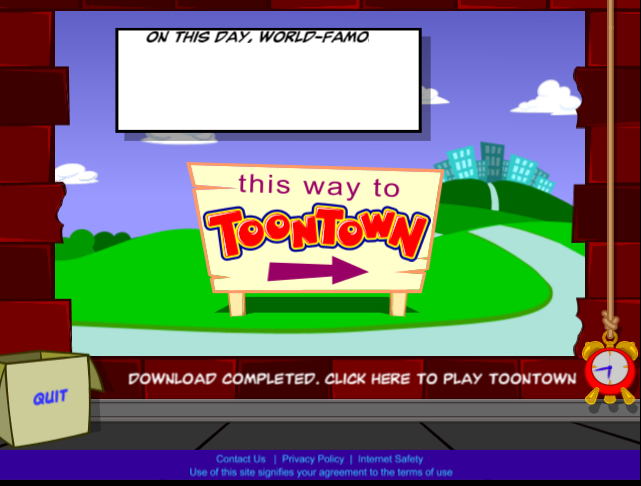 ON THIS DAY, WORLD-FAMO
this way to
TOONTOWN
QUIT
DOWNLOAD COMPLETED. CLICK HERE TO PLAY TOONTOWN
Contact Us | Privacy Policy | Internet Safety
Use of this site signifies your agreement to the terms of use